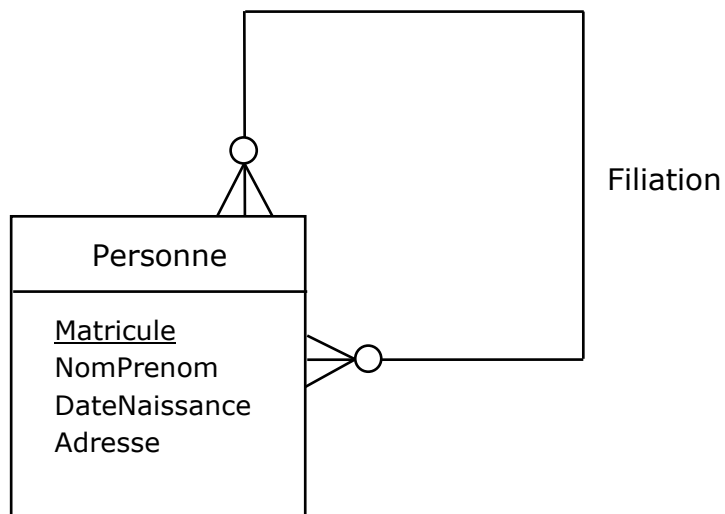 Filiation
Personne
Matricule
NomPrenom
DateNaissance
Adresse